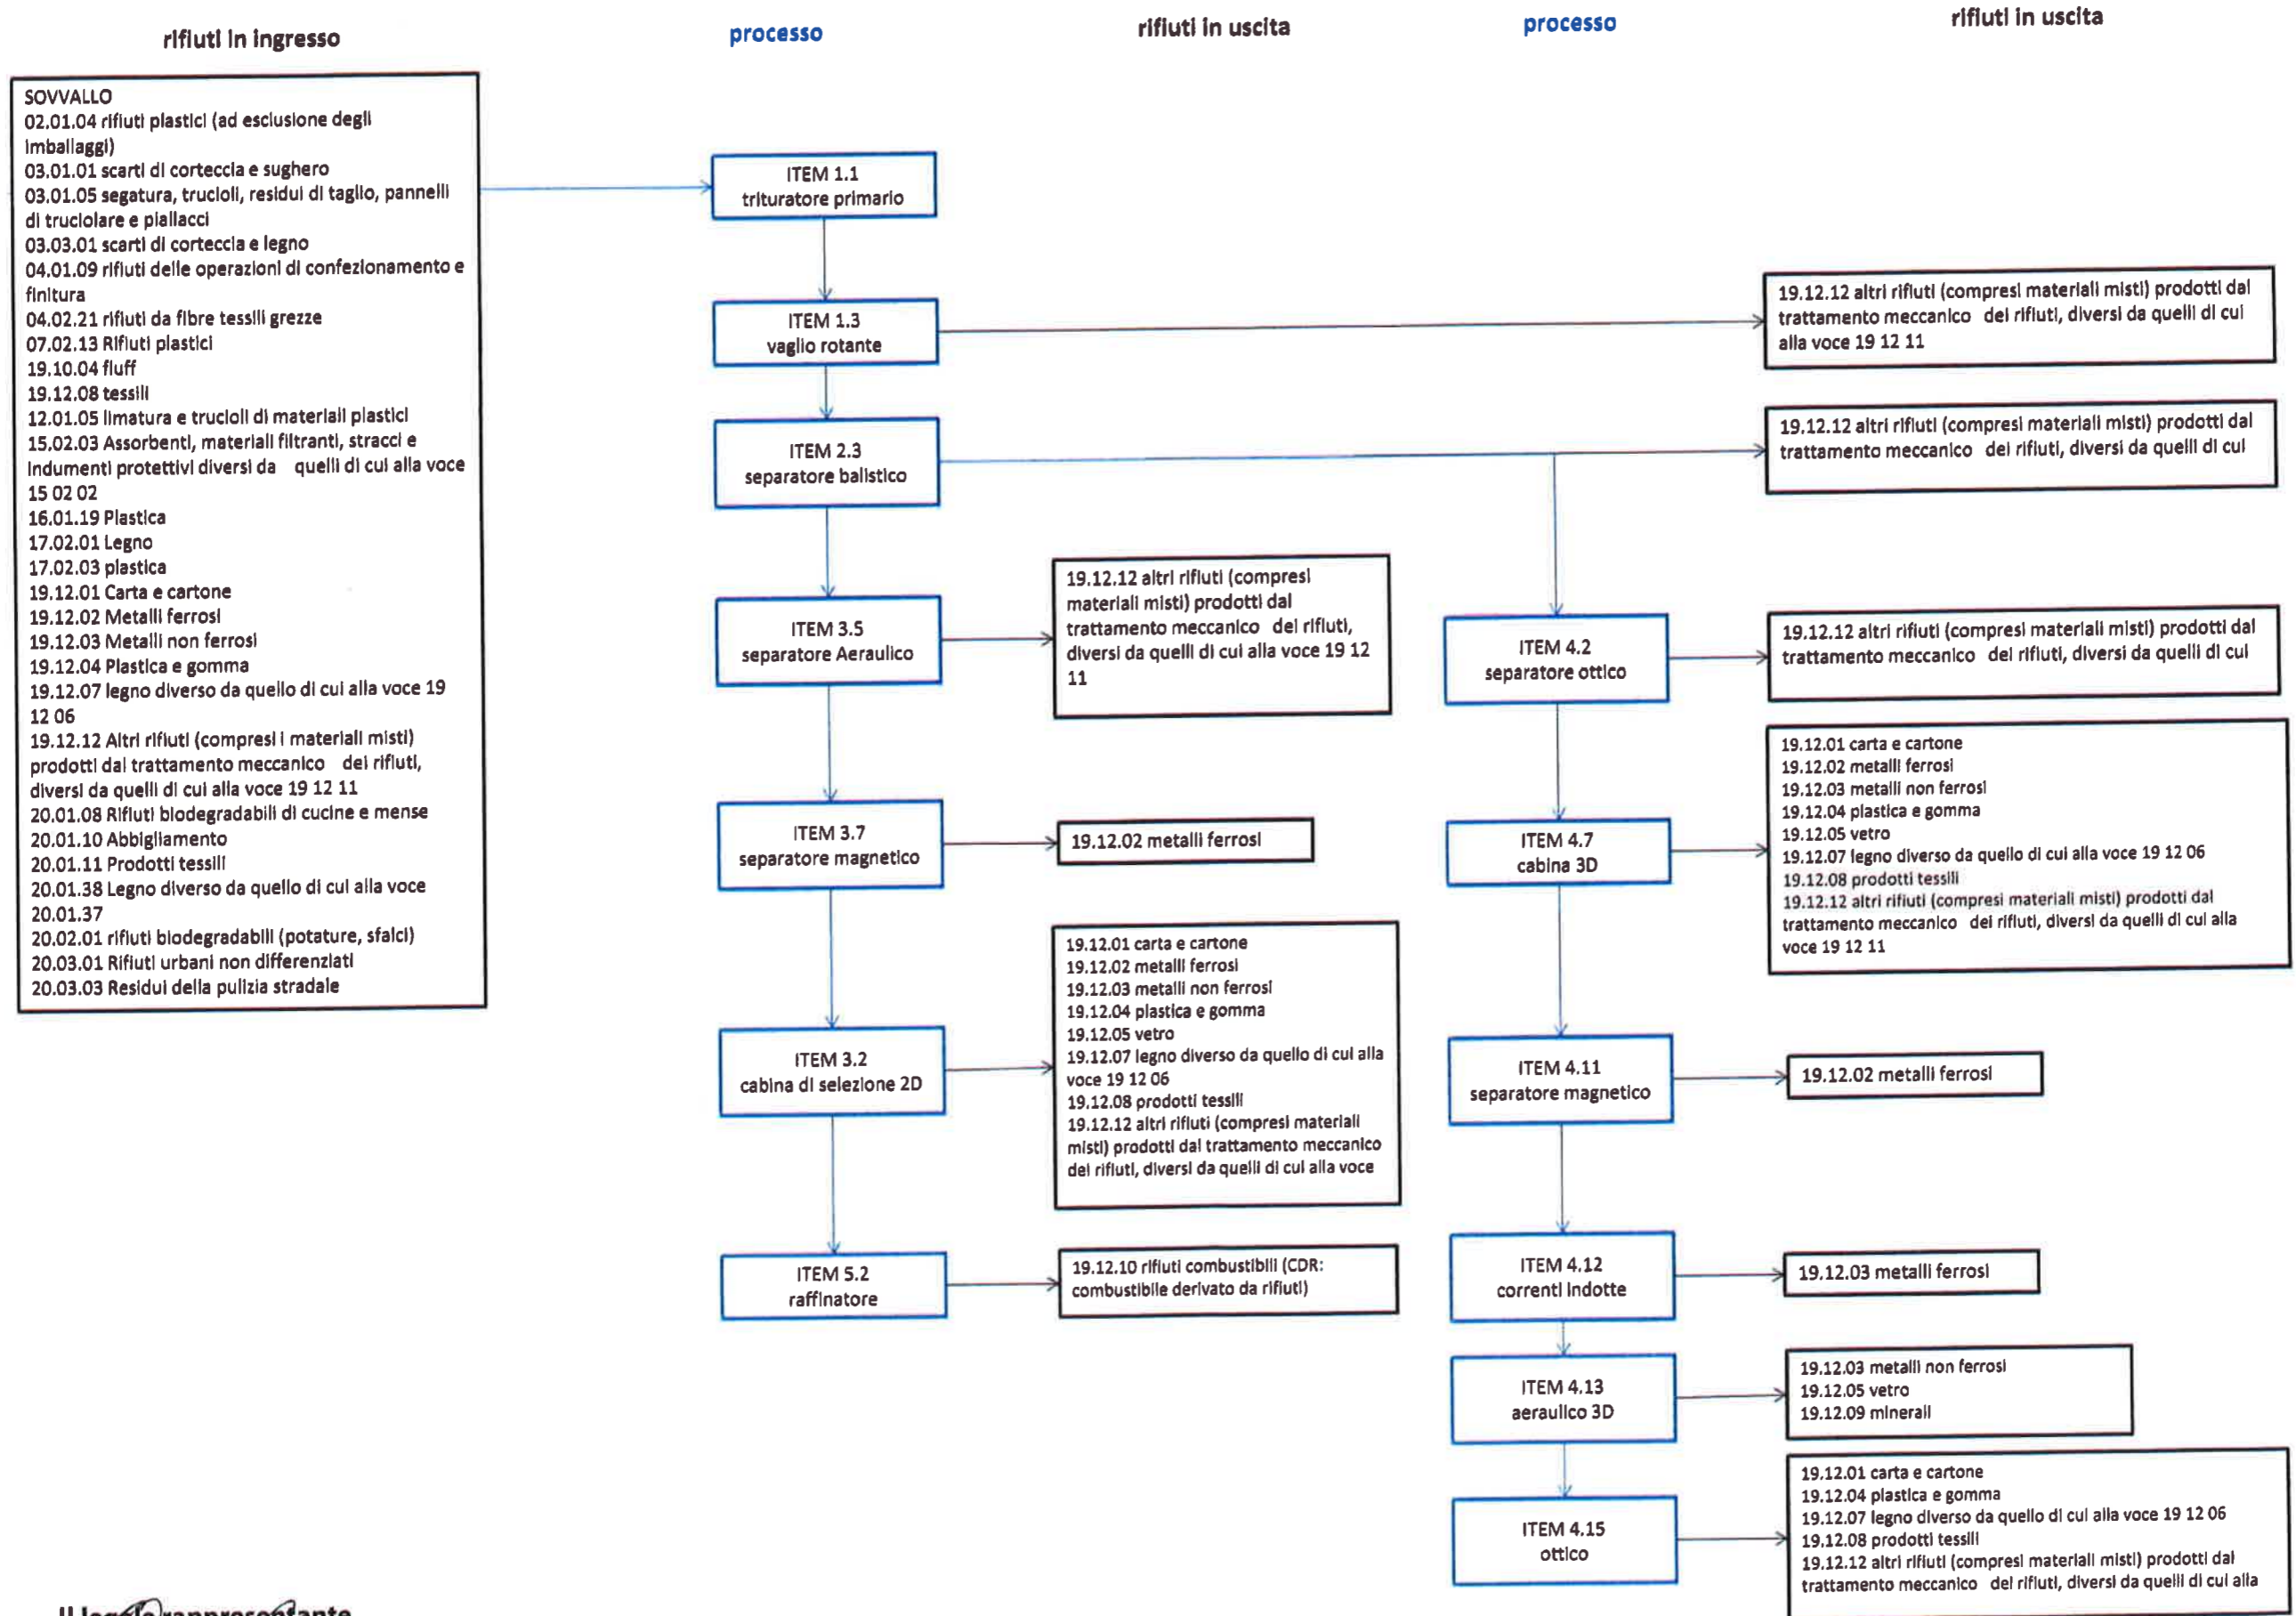 rifiuti in ingresso
processo
rifiuti in uscita
processo
rifiuti in uscita
SOVVALLO
02.01.04 rifiuti plastici (ad esclusione degli
imballaggi)
03.01.01 scarti di corteccia e sughero
03.01.05 segatura, trucioli, residui di taglio, pannelli
di truciolare e piallacci
03.03.01 scarti di corteccia e legno
04.01.09 rifiuti delle operazioni di confezionamento e
finitura
04.02.21 rifiuti da fibre tessili grezze
07.02.13 Rifiuti plastici
19.10.04 fluff
19.12.08 tessili
12.01.05 limatura e trucioli di materiali plastici
15.02.03 Assorbenti, materiali filtranti, stracci e
indumenti protettivi diversi da quelli di cui alla voce
15 02 02
16.01.19 Plastica
17.02.01 Legno
17.02.03 plastica
19.12.01 Carta e cartone
19.12.02 Metalli ferrosi
19.12.03 Metalli non ferrosi
19.12.04 Plastica e gomma
19.12.07 legno diverso da quello di cui alla voce 19
12 06
19.12.12 Altri rifiuti (compresi i materiali misti)
prodotti dal trattamento meccanico dei rifiuti,
diversi da quelli di cui alla voce 19 12 11
20.01.08 Rifiuti biodegradabili di cucine e mense
20.01.10 Abbigliamento
20.01.11 Prodotti tessili
20.01.38 Legno diverso da quello di cui alla voce
20.01.37
20.02.01 rifiuti biodegradabili (potature, sfalci)
20.03.01 Rifiuti urbani non differenziati
20.03.03 Residui della pulizia stradale
ITEM 1.1
trituratore primario
ITEM 1.3
vaglio rotante
19.12.12 altri rifiuti (compresi materiali misti) prodotti dal
trattamento meccanico dei rifiuti, diversi da quelli di cui
alla voce 19 12 11
ITEM 2.3
separatore balistico
19.12.12 altri rifiuti (compresi materiali misti) prodotti dal
trattamento meccanico dei rifiuti, diversi da quelli di cui
ITEM 3.5
separatore Aeraulico
19.12.12 altri rifiuti (compresi
materiali misti) prodotti dal
trattamento meccanico dei rifiuti,
diversi da quelli di cui alla voce 19 12
11
ITEM 3.7
separatore magnetico
19.12.02 metalli ferrosi
ITEM 3.2
cabina di selezione 2D
19.12.01 carta e cartone
19.12.02 metalli ferrosi
19.12.03 metalli non ferrosi
19.12.04 plastica e gomma
19.12.05 vetro
19.12.07 legno diverso da quello di cui alla
voce 19 12 06
19.12.08 prodotti tessili
19.12.12 altri rifiuti (compresi materiali
misti) prodotti dal trattamento meccanico
dei rifiuti, diversi da quelli di cui alla voce
ITEM 5.2
raffinatore
19.12.10 rifiuti combustibili (CDR:
combustibile derivato da rifiuti)
ITEM 4.2
separatore ottico
19.12.12 altri rifiuti (compresi materiali misti) prodotti dal
trattamento meccanico dei rifiuti, diversi da quelli di cui
ITEM 4.7
cabina 3D
19.12.01 carta e cartone
19.12.02 metalli ferrosi
19.12.03 metalli non ferrosi
19.12.04 plastica e gomma
19.12.05 vetro
19.12.07 legno diverso da quello di cui alla voce 19 12 06
19.12.08 prodotti tessili
19.12.12 altri rifiuti (compresi materiali misti) prodotti dal
trattamento meccanico dei rifiuti, diversi da quelli di cui alla
voce 19 12 11
ITEM 4.11
separatore magnetico
19.12.02 metalli ferrosi
ITEM 4.12
correnti indotte
19.12.03 metalli ferrosi
ITEM 4.13
aeraulico 3D
19.12.03 metalli non ferrosi
19.12.05 vetro
19.12.09 minerali
ITEM 4.15
ottico
19.12.01 carta e cartone
19.12.04 plastica e gomma
19.12.07 legno diverso da quello di cui alla voce 19 12 06
19.12.08 prodotti tessili
19.12.12 altri rifiuti (compresi materiali misti) prodotti dal
trattamento meccanico dei rifiuti, diversi da quelli di cui alla
Il legale rappresentante